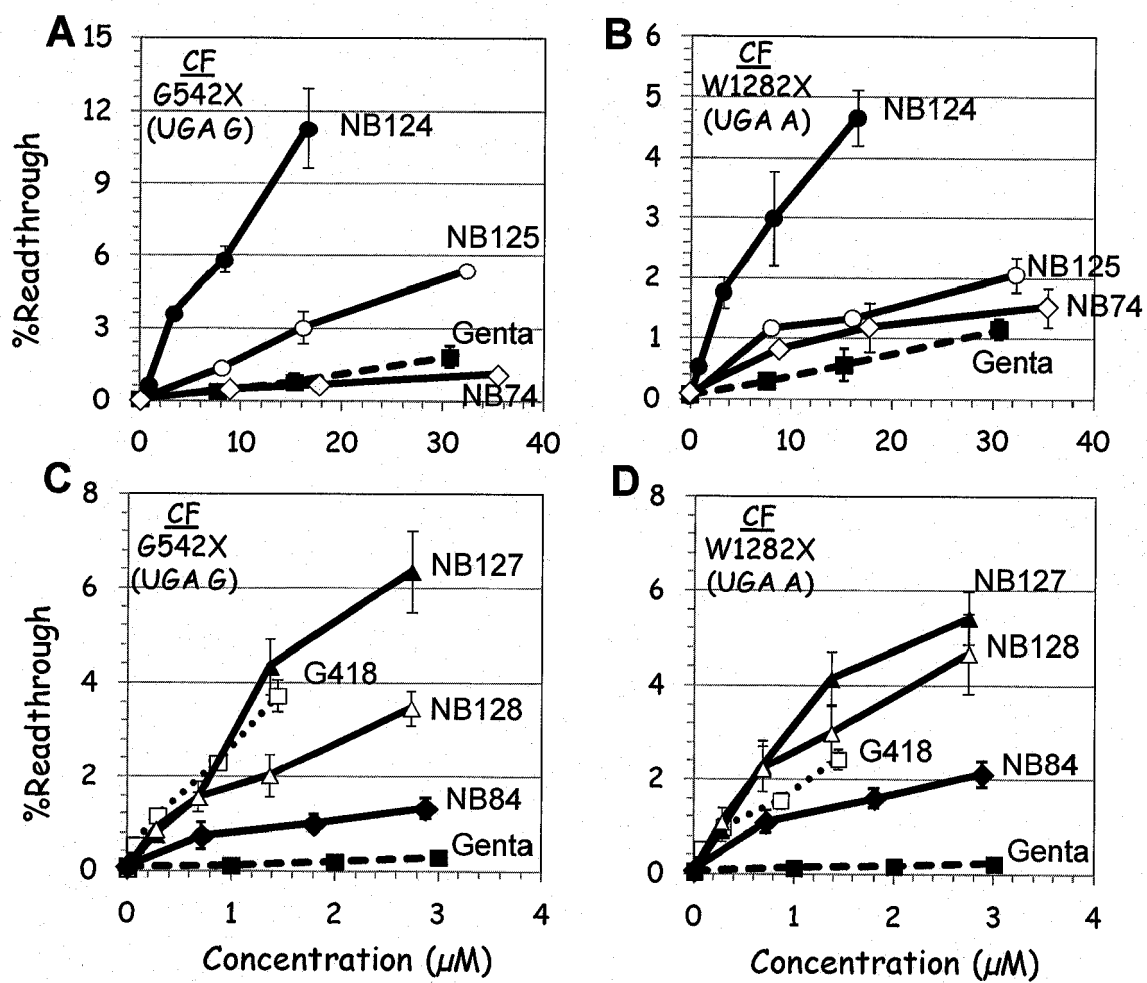 A
15
12
9
6
3
0
%Readthrough
CF
G542X
(UGA G)
NB124
NB125
Genta
NB74
0 10 20 30 40
B
6
5
4
3
2
1
0
CF
W1282X
(UGA A)
NB124
NB125
NB74
Genta
0 10 20 30 40
C
8
6
4
2
0
%Readthrough
CF
G542X
(UGA G)
NB127
G418
NB128
NB84
Genta
0 1 2 3 4
Concentration (µM)
D
8
6
4
2
0
CF
W1282X
(UGA A)
NB127
NB128
G418
NB84
Genta
0 1 2 3 4
Concentration (µM)